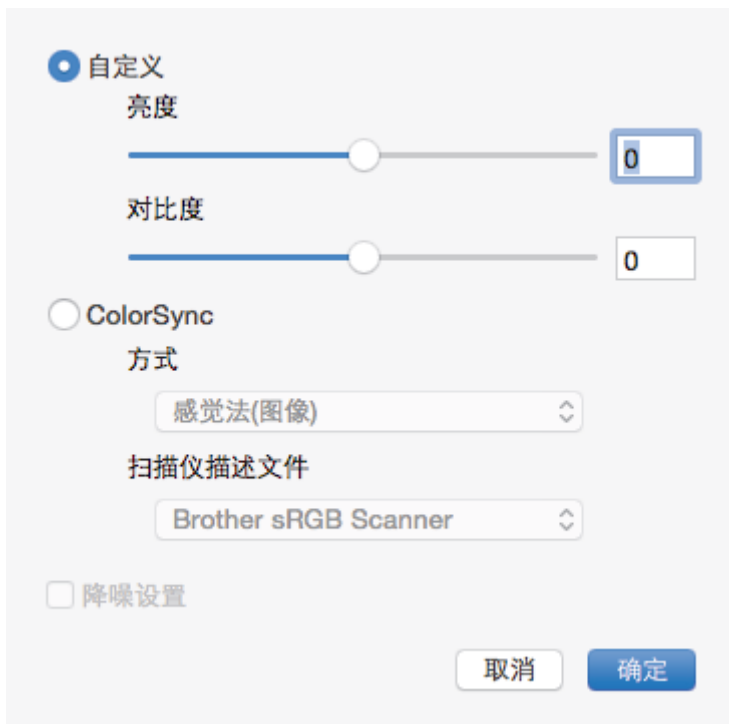 自定义
亮度
0
对比度
0
ColorSync
方式
感觉法(图像)
扫描仪描述文件
Brother sRGB Scanner
降噪设置
取消 确定